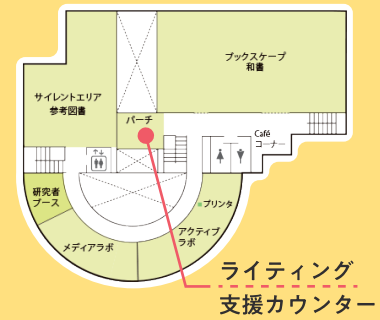 ブックスケープ
和書
サイレントエリア
参考図書
パーチ
Café
コーナー
研究者
ブース
プリンタ
メディアラボ
アクティブ
ラボ
ライティング
支援カウンター